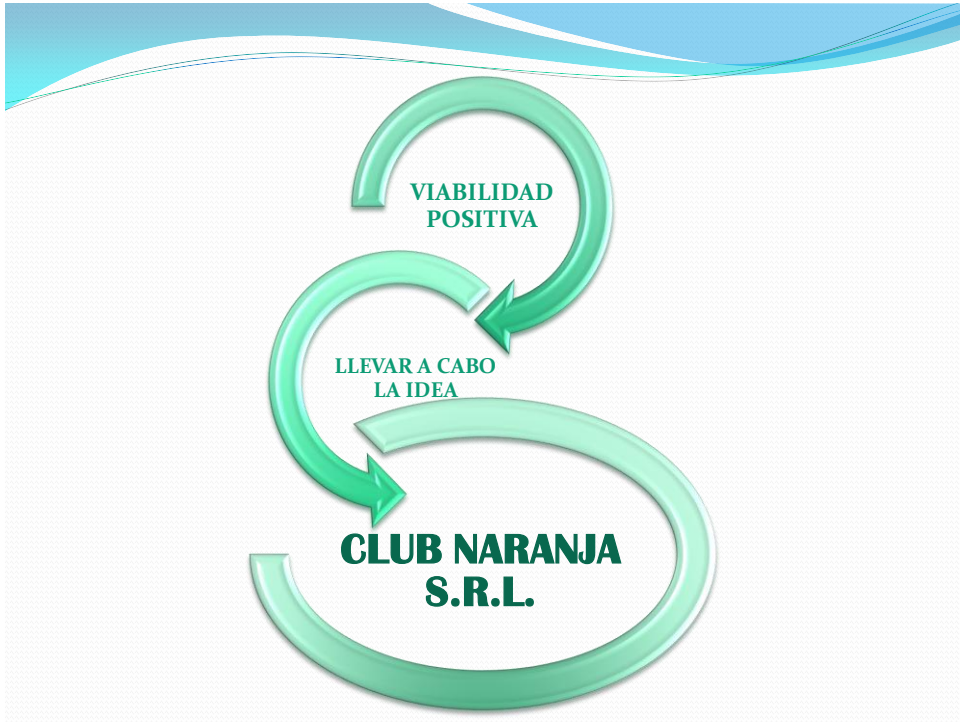 VIABILIDAD
POSITIVA
LLEVAR A CABO
LA IDEA
CLUB NARANJA
S.R.L.